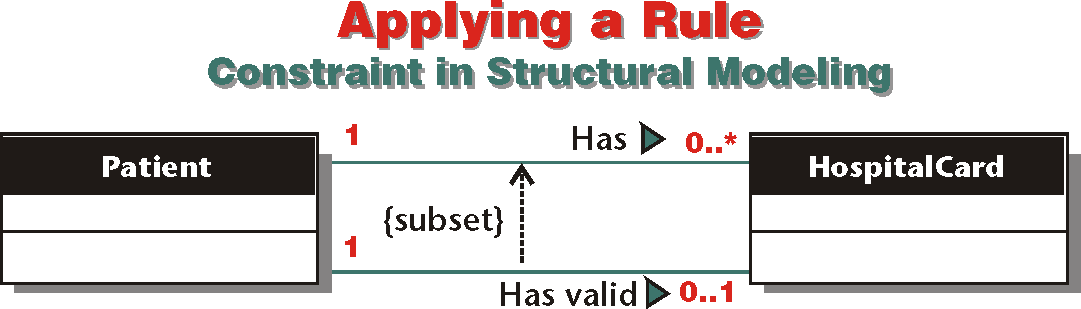 Applying a Rule
Constraint in Structural Modeling
1
Has
0..*
Patient
HospitalCard
{subset}
1
Has valid
0..1